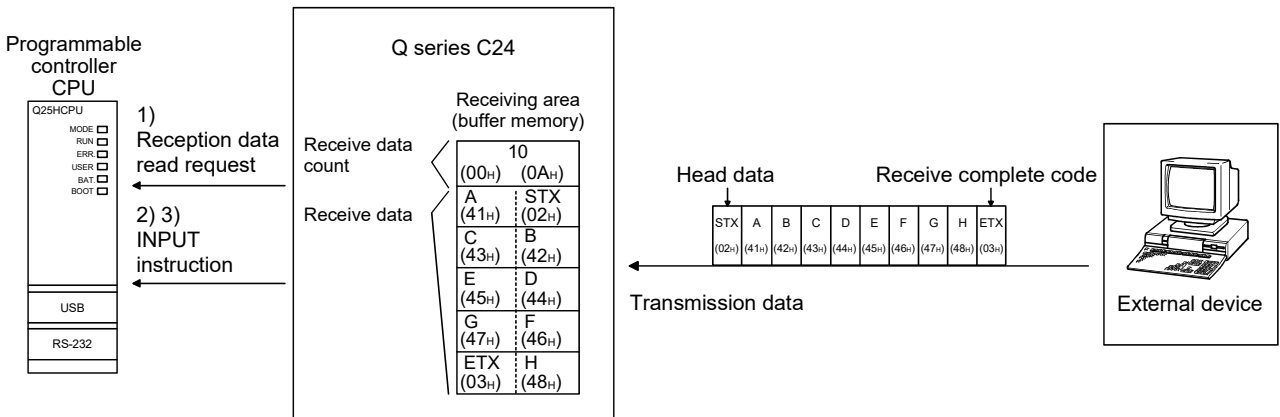 Programmable
controller
CPU
Q25HCPU
MODE
RUN
ERR.
USER
BAT.
BOOT
USB
RS-232
1)
Reception data
read request
2) 3)
INPUT
instruction
Q series C24
Receiving area
(buffer memory)
Receive data
count
Receive data
10
(00H) (0AH)
A STX
(41H) (02H)
C B
(43H) (42H)
E D
(45H) (44H)
G F
(47H) (46H)
ETX H
(03H) (48H)
Head data Receive complete code
STX A B C D E F G H ETX
(02H) (41H) (42H) (43H) (44H) (45H) (46H) (47H) (48H) (03H)
Transmission data
External device